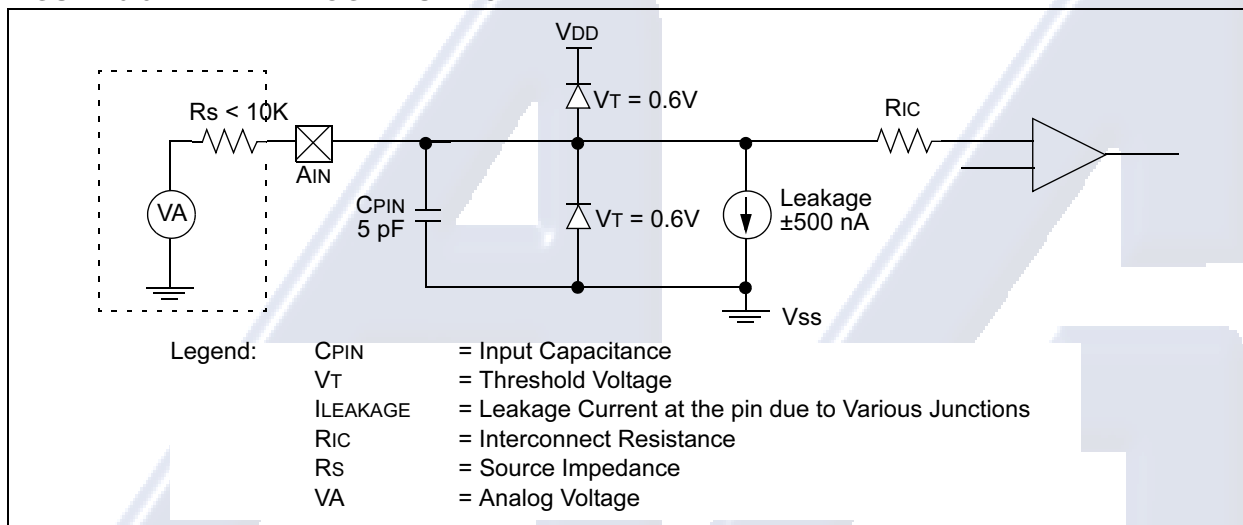 VDD
VT = 0.6V
RIC
Rs < 10K
AIN
Leakage
±500 nA
CPIN
5 pF
VT = 0.6V
VA
Vss
Legend: CPIN = Input Capacitance
VT = Threshold Voltage
ILEAKAGE = Leakage Current at the pin due to Various Junctions
RIC = Interconnect Resistance
RS = Source Impedance
VA = Analog Voltage